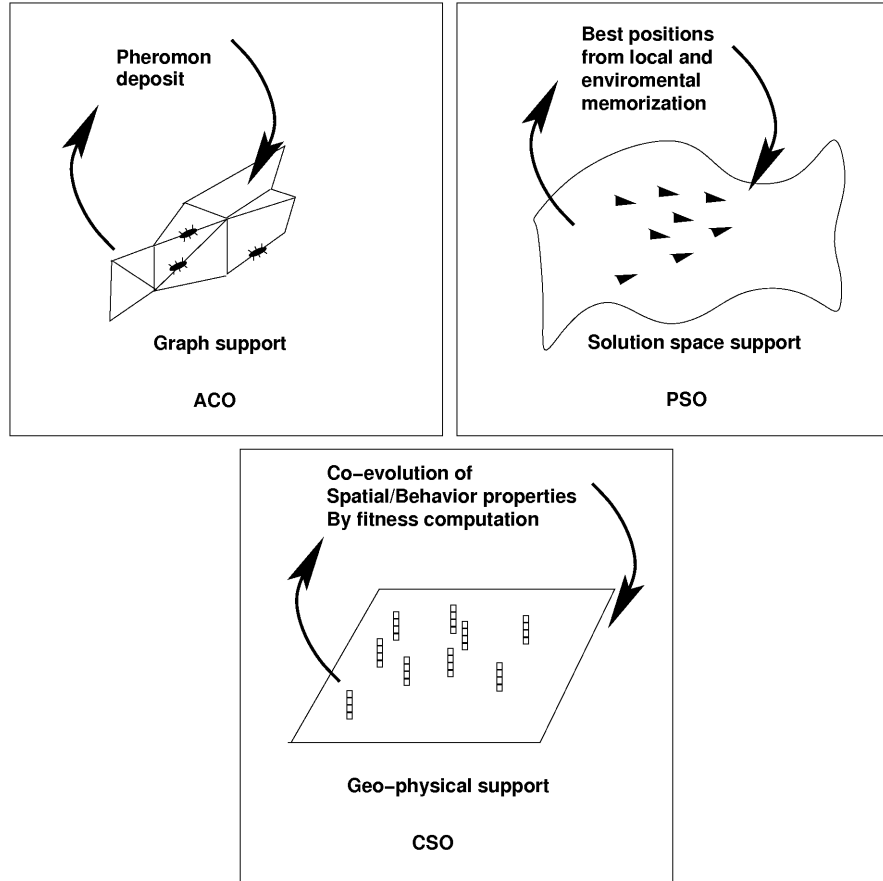 Pheromon
deposit
Graph support
ACO
Best positions
from local and
enviromental
memorization
Solution space support
PSO
Co−evolution of
Spatial/Behavior properties
By fitness computation
Geo−physical support
CSO